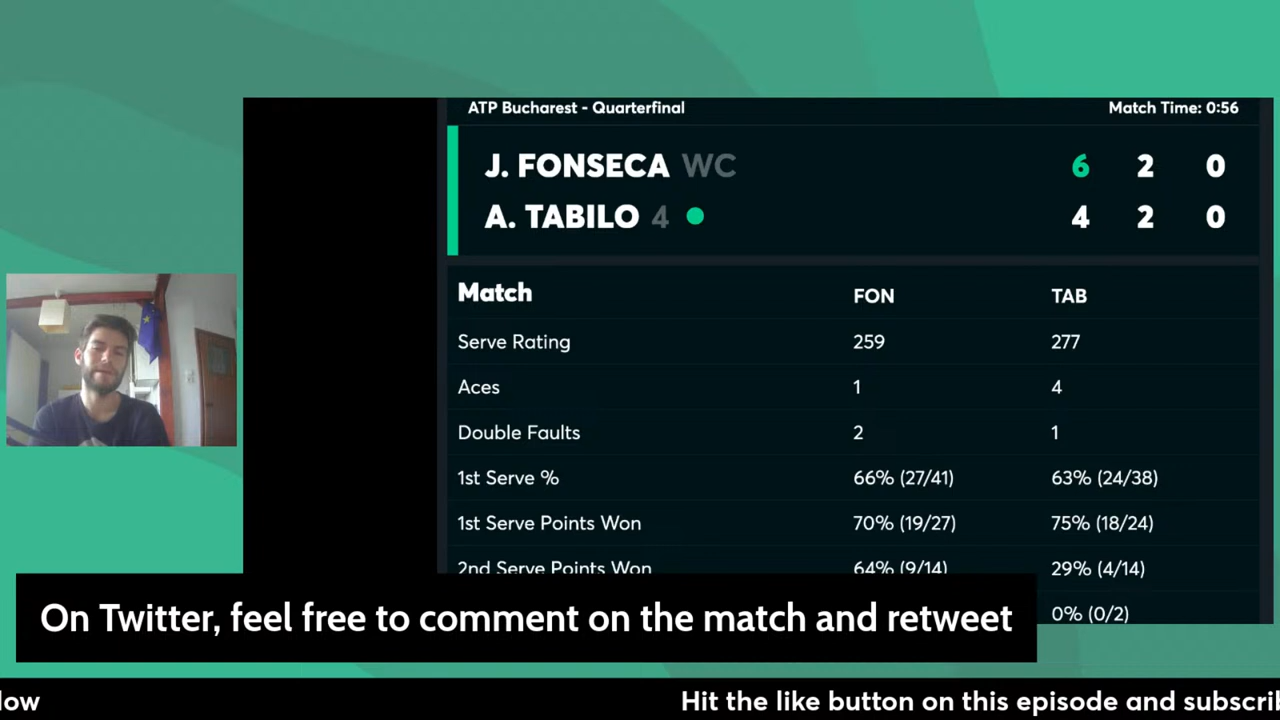 ATP Bucharest - Quarterfinal Match Time: 0:56
J. FONSECA WC 6 2 0
A. TABILO 4 4 2 0
Match FON TAB
Serve Rating 259 277
Aces 1 4
Double Faults 2 1
1st Serve % 66% (27/41) 63% (24/38)
1st Serve Points Won 70% (19/27) 75% (18/24)
2nd Serve Points Won 64% (9/14) 29% (4/14)
0% (0/2)
On Twitter, feel free to comment on the match and retweet
Hit the like button on this episode and